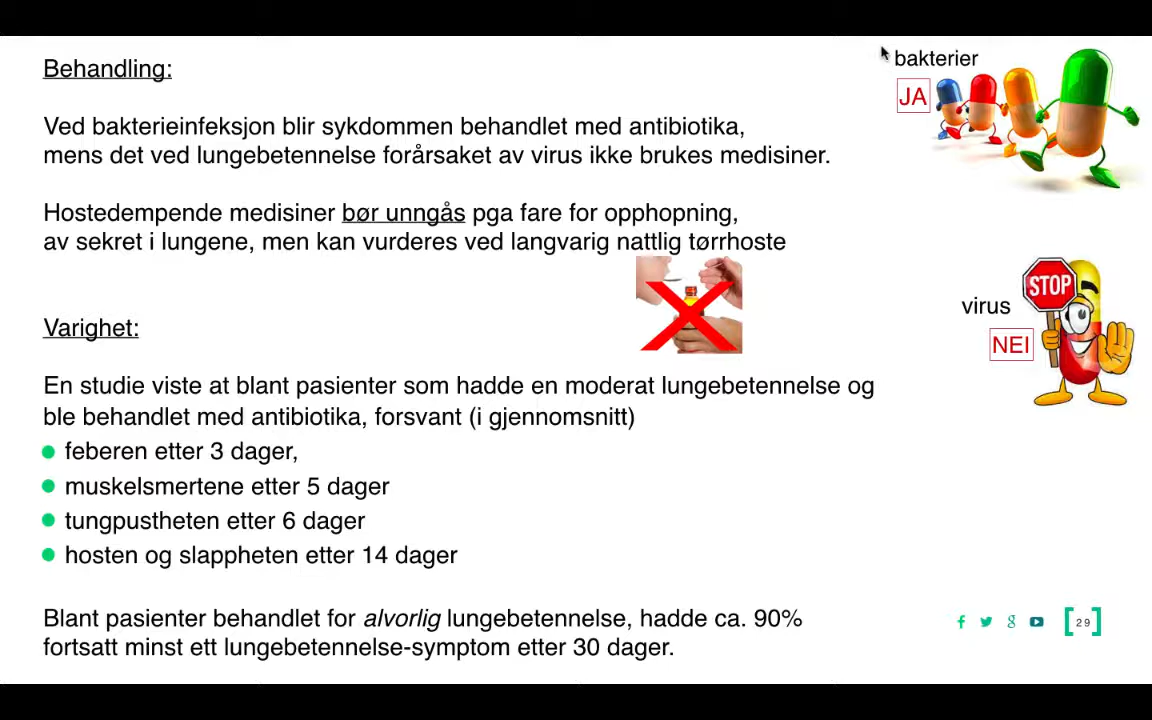 Behandling:
bakterier
JA
Ved bakterieinfeksjon blir sykdommen behandlet med antibiotika,
mens det ved lungebetennelse forårsaket av virus ikke brukes medisiner.
Hostedempende medisiner bør unngås pga fare for opphopning,
av sekret i lungene, men kan vurderes ved langvarig nattlig tørrhoste
STOP
virus
NEI
Varighet:
En studie viste at blant pasienter som hadde en moderat lungebetennelse og
ble behandlet med antibiotika, forsvant (i gjennomsnitt)
feberen etter 3 dager,
muskelsmertene etter 5 dager
tungpustheten etter 6 dager
hosten og slappheten etter 14 dager
Blant pasienter behandlet for alvorlig lungebetennelse, hadde ca. 90%
fortsatt minst ett lungebetennelse-symptom etter 30 dager.
[29]